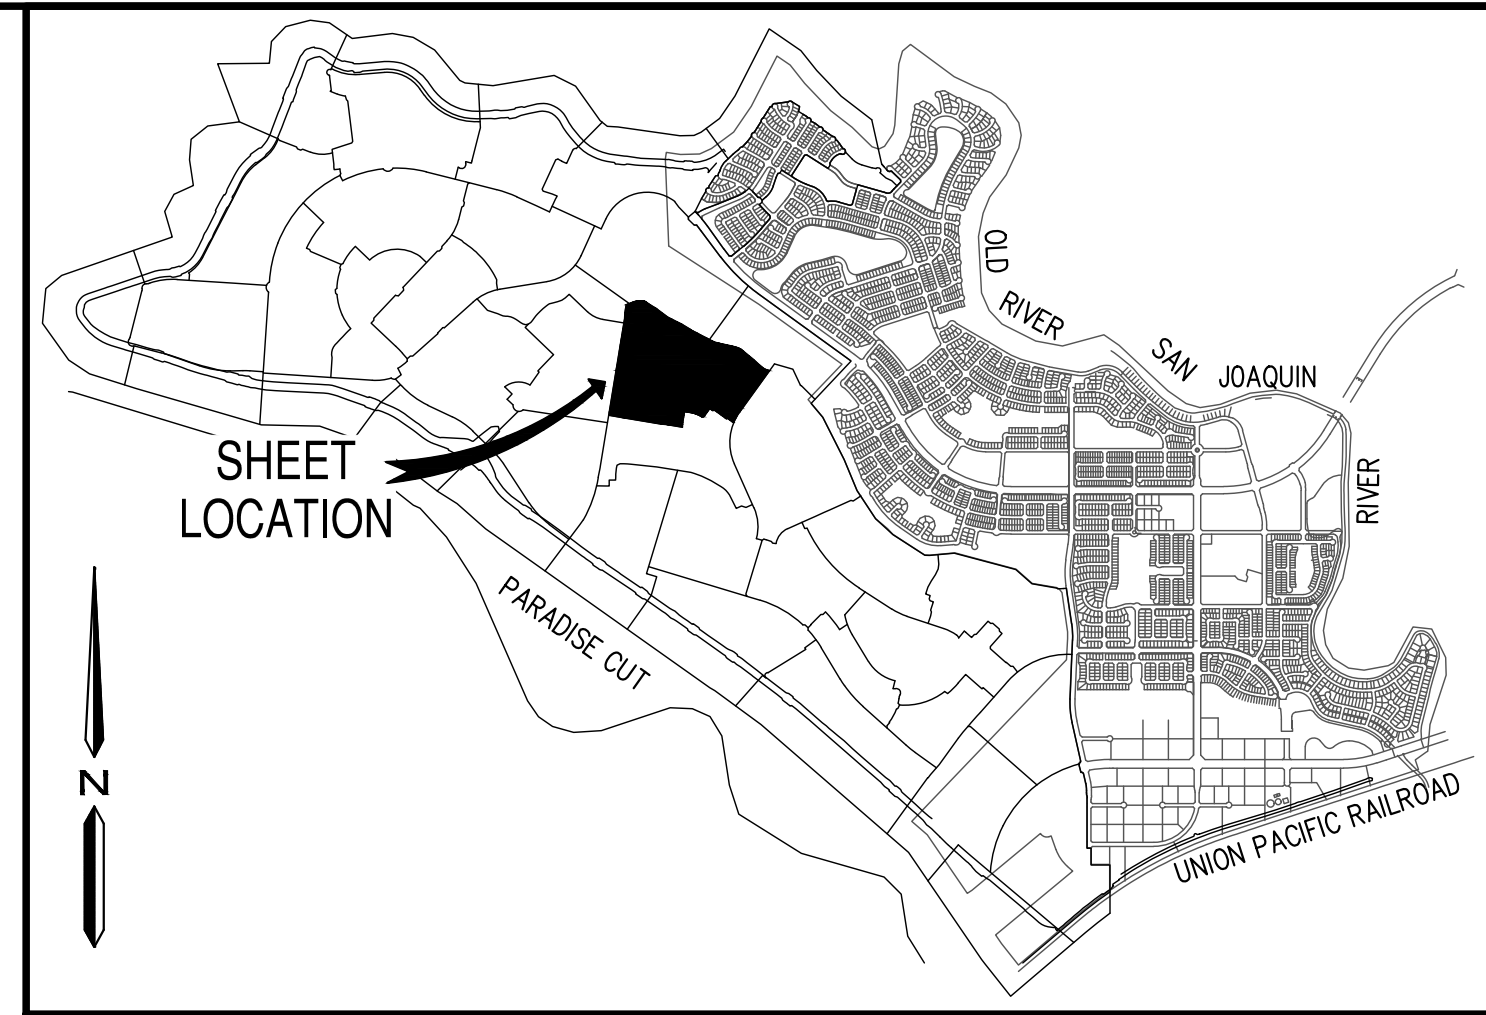 OLD
RIVER
SAN
JOAQUIN
RIVER
SHEET
LOCATION
PARADISE CUT
N
UNION PACIFIC RAILROAD